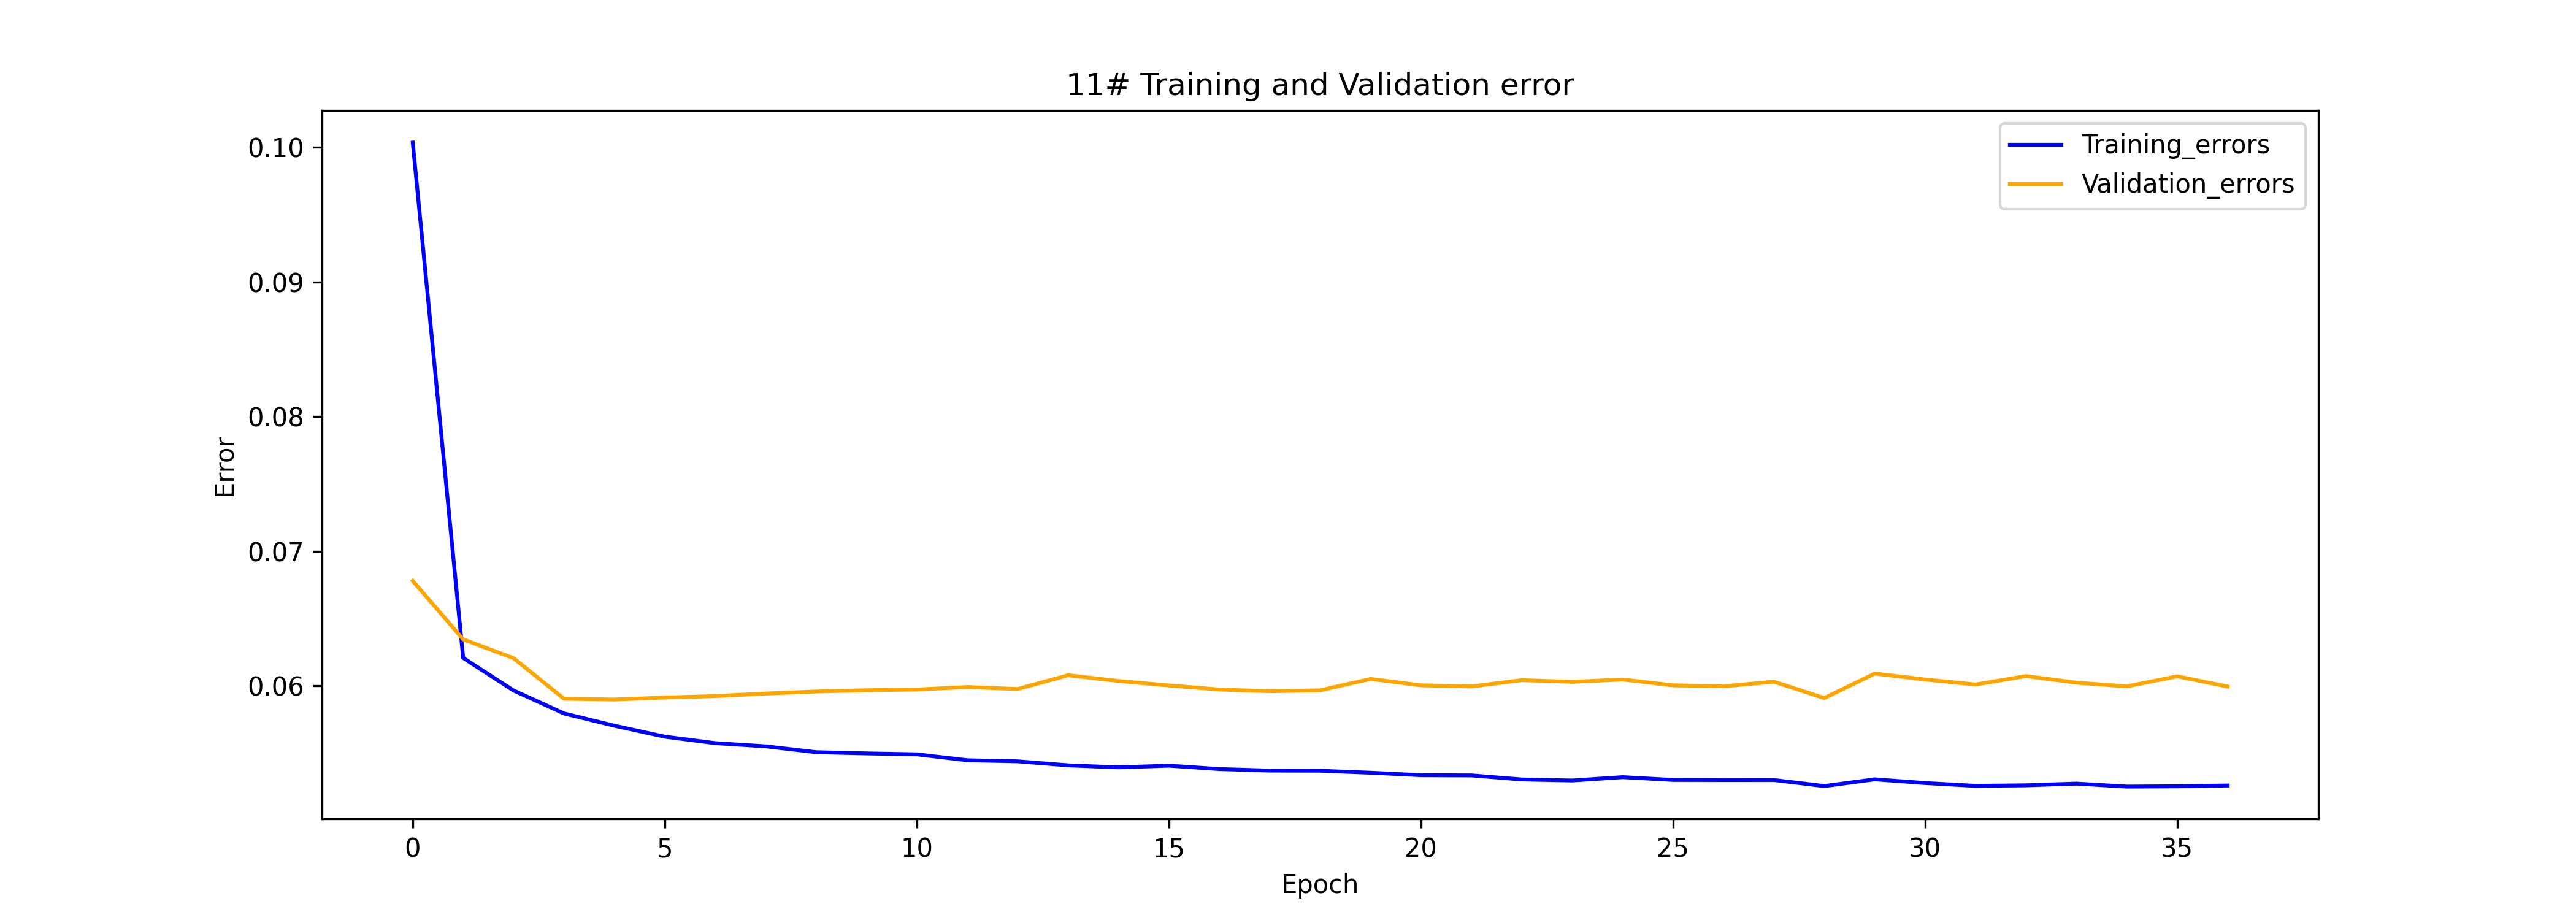 11# Training and Validation error
Training_errors
Validation_errors
0.10
0.09
0.08
0.07
0.06
Error
0 5 10 15 20 25 30 35
Epoch